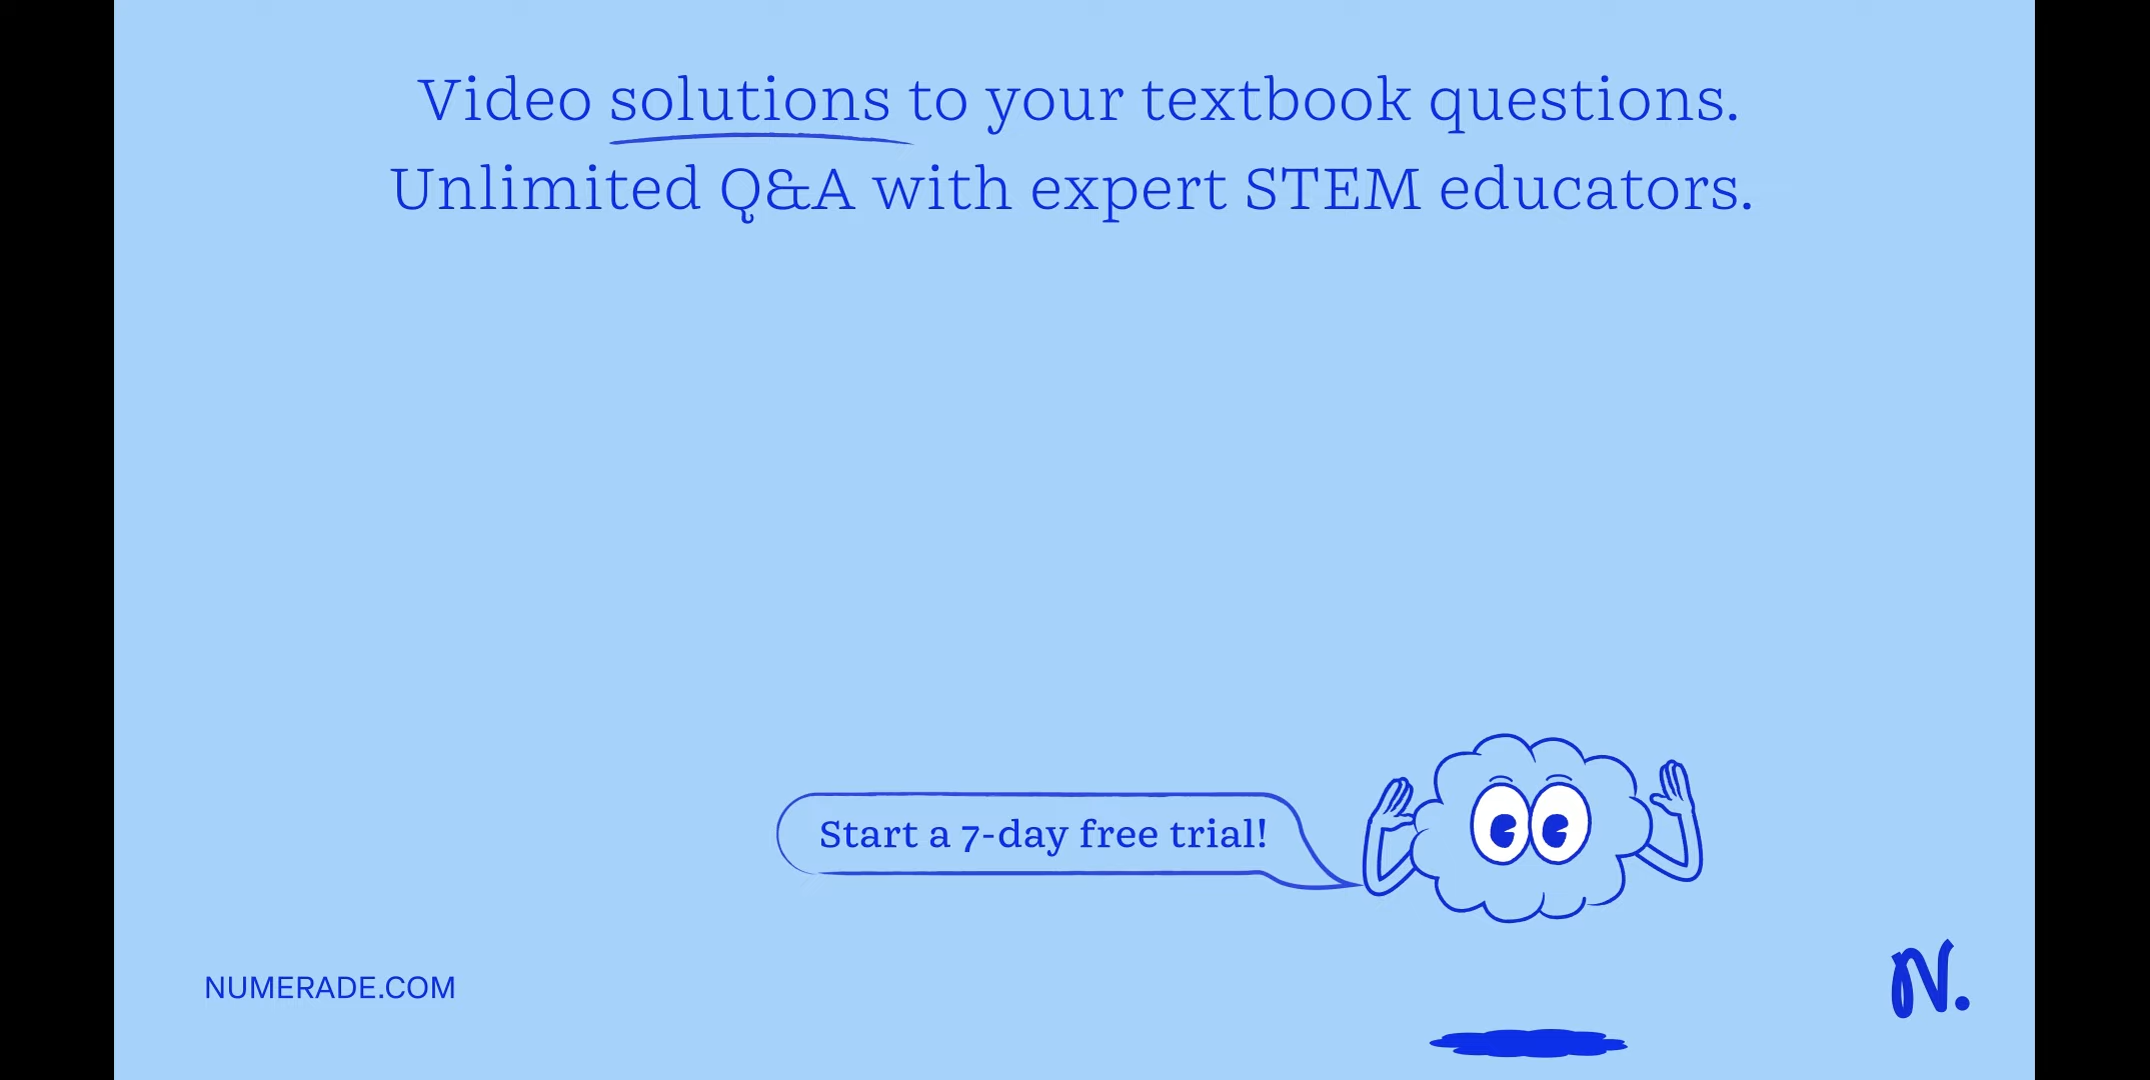 Video solutions to your textbook questions.
Unlimited Q&A with expert STEM educators.
Start a 7-day free trial!
NUMERADE.COM
N.